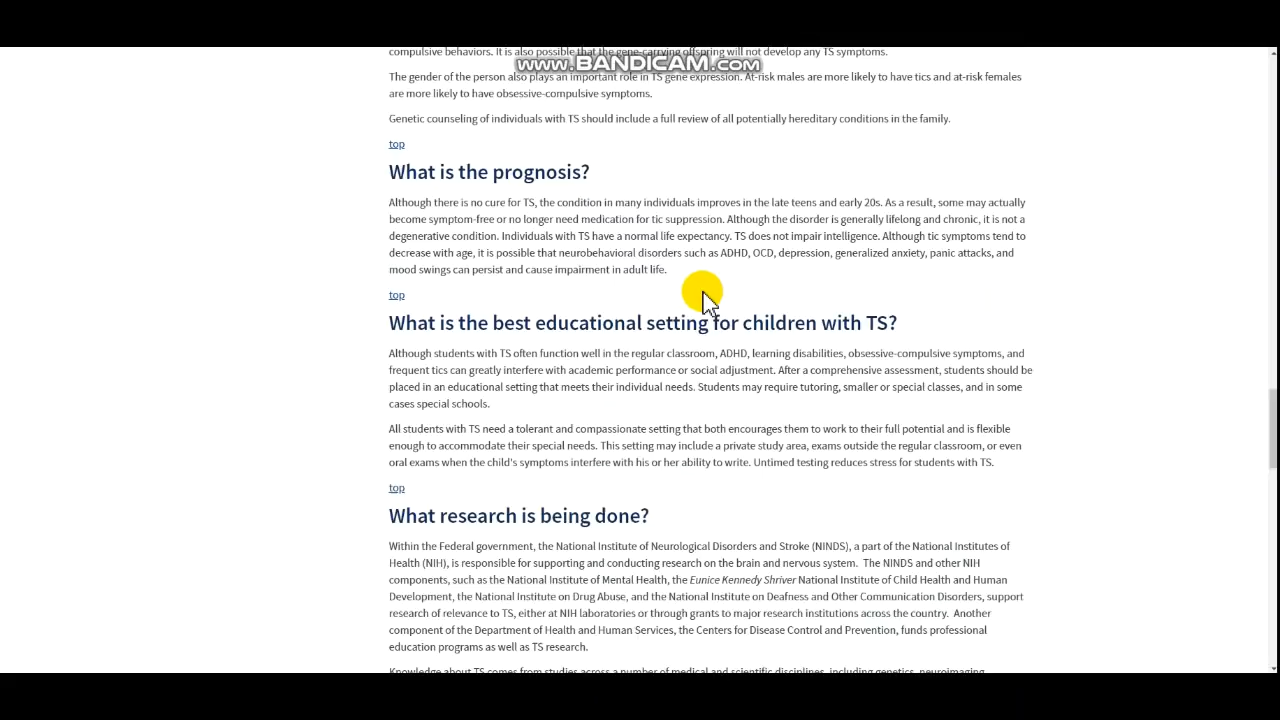 compulsive behaviors. It is also possible that the gene-carrying offspring will not develop any TS symptoms.
www.BANDICAM.com
The gender of the person also plays an important role in TS gene expression. At-risk males are more likely to have tics and at-risk females
are more likely to have obsessive-compulsive symptoms.
Genetic counseling of individuals with TS should include a full review of all potentially hereditary conditions in the family.
top
What is the prognosis?
Although there is no cure for TS, the condition in many individuals improves in the late teens and early 20s. As a result, some may actually
become symptom-free or no longer need medication for tic suppression. Although the disorder is generally lifelong and chronic, it is not a
degenerative condition. Individuals with TS have a normal life expectancy. TS does not impair intelligence. Although tic symptoms tend to
decrease with age, it is possible that neurobehavioral disorders such as ADHD, OCD, depression, generalized anxiety, panic attacks, and
mood swings can persist and cause impairment in adult life.
top
What is the best educational setting for children with TS?
Although students with TS often function well in the regular classroom, ADHD, learning disabilities, obsessive-compulsive symptoms, and
frequent tics can greatly interfere with academic performance or social adjustment. After a comprehensive assessment, students should be
placed in an educational setting that meets their individual needs. Students may require tutoring, smaller or special classes, and in some
cases special schools.
All students with TS need a tolerant and compassionate setting that both encourages them to work to their full potential and is flexible
enough to accommodate their special needs. This setting may include a private study area, exams outside the regular classroom, or even
oral exams when the child's symptoms interfere with his or her ability to write. Untimed testing reduces stress for students with TS.
top
What research is being done?
Within the Federal government, the National Institute of Neurological Disorders and Stroke (NINDS), a part of the National Institutes of
Health (NIH), is responsible for supporting and conducting research on the brain and nervous system. The NINDS and other NIH
components, such as the National Institute of Mental Health, the Eunice Kennedy Shriver National Institute of Child Health and Human
Development, the National Institute on Drug Abuse, and the National Institute on Deafness and Other Communication Disorders, support
research of relevance to TS, either at NIH laboratories or through grants to major research institutions across the country. Another
component of the Department of Health and Human Services, the Centers for Disease Control and Prevention, funds professional
education programs as well as TS research.
Knowledge about TS comes from studies across a number of medical and scientific disciplines, including genetics, neuroimaging,